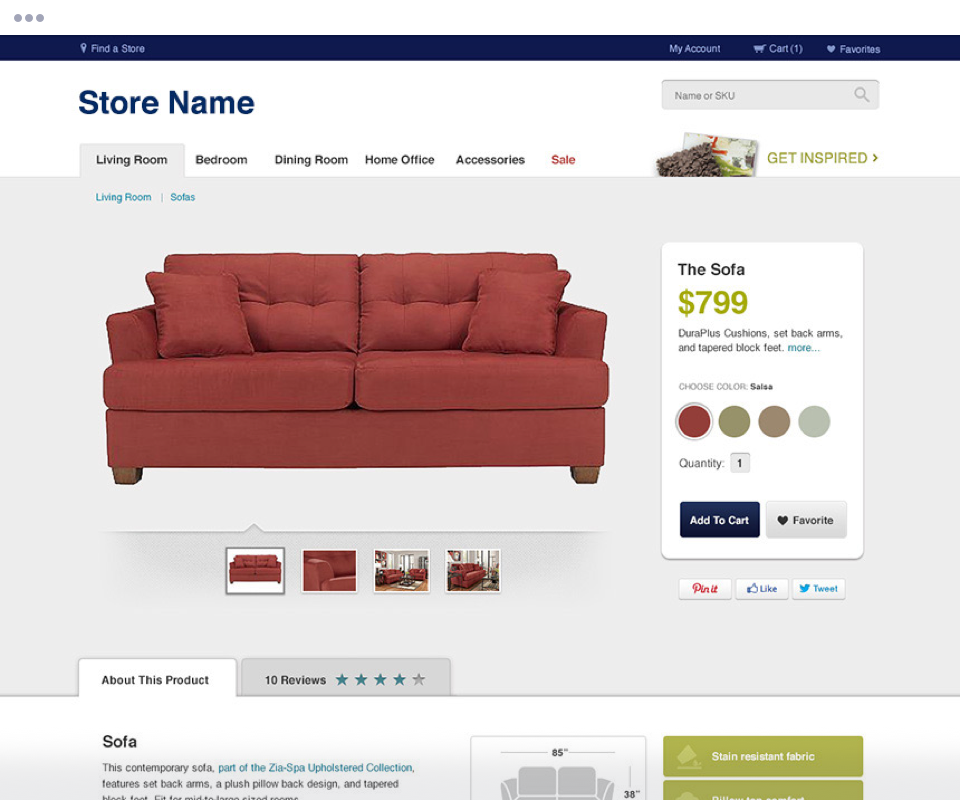 Find a Store
My Account
Cart (1)
Favorites
Store Name
Name or SKU
Living Room
Bedroom
Dining Room
Home Office
Accessories
Sale
GET INSPIRED
Living Room | Sofas
The Sofa
$799
DuraPlus Cushions, set back arms,
and tapered block feet. more...
CHOOSE COLOR: Salsa
Quantity: 1
Add To Cart
Favorite
Pin it
Like
Tweet
About This Product
10 Reviews
Sofa
This contemporary sofa, part of the Zia-Spa Upholstered Collection,
features set back arms, a plush pillow back design, and tapered
block feet. Fit for mid to large sized rooms.
85"
38"
Stain resistant fabric
Pillow top comfort